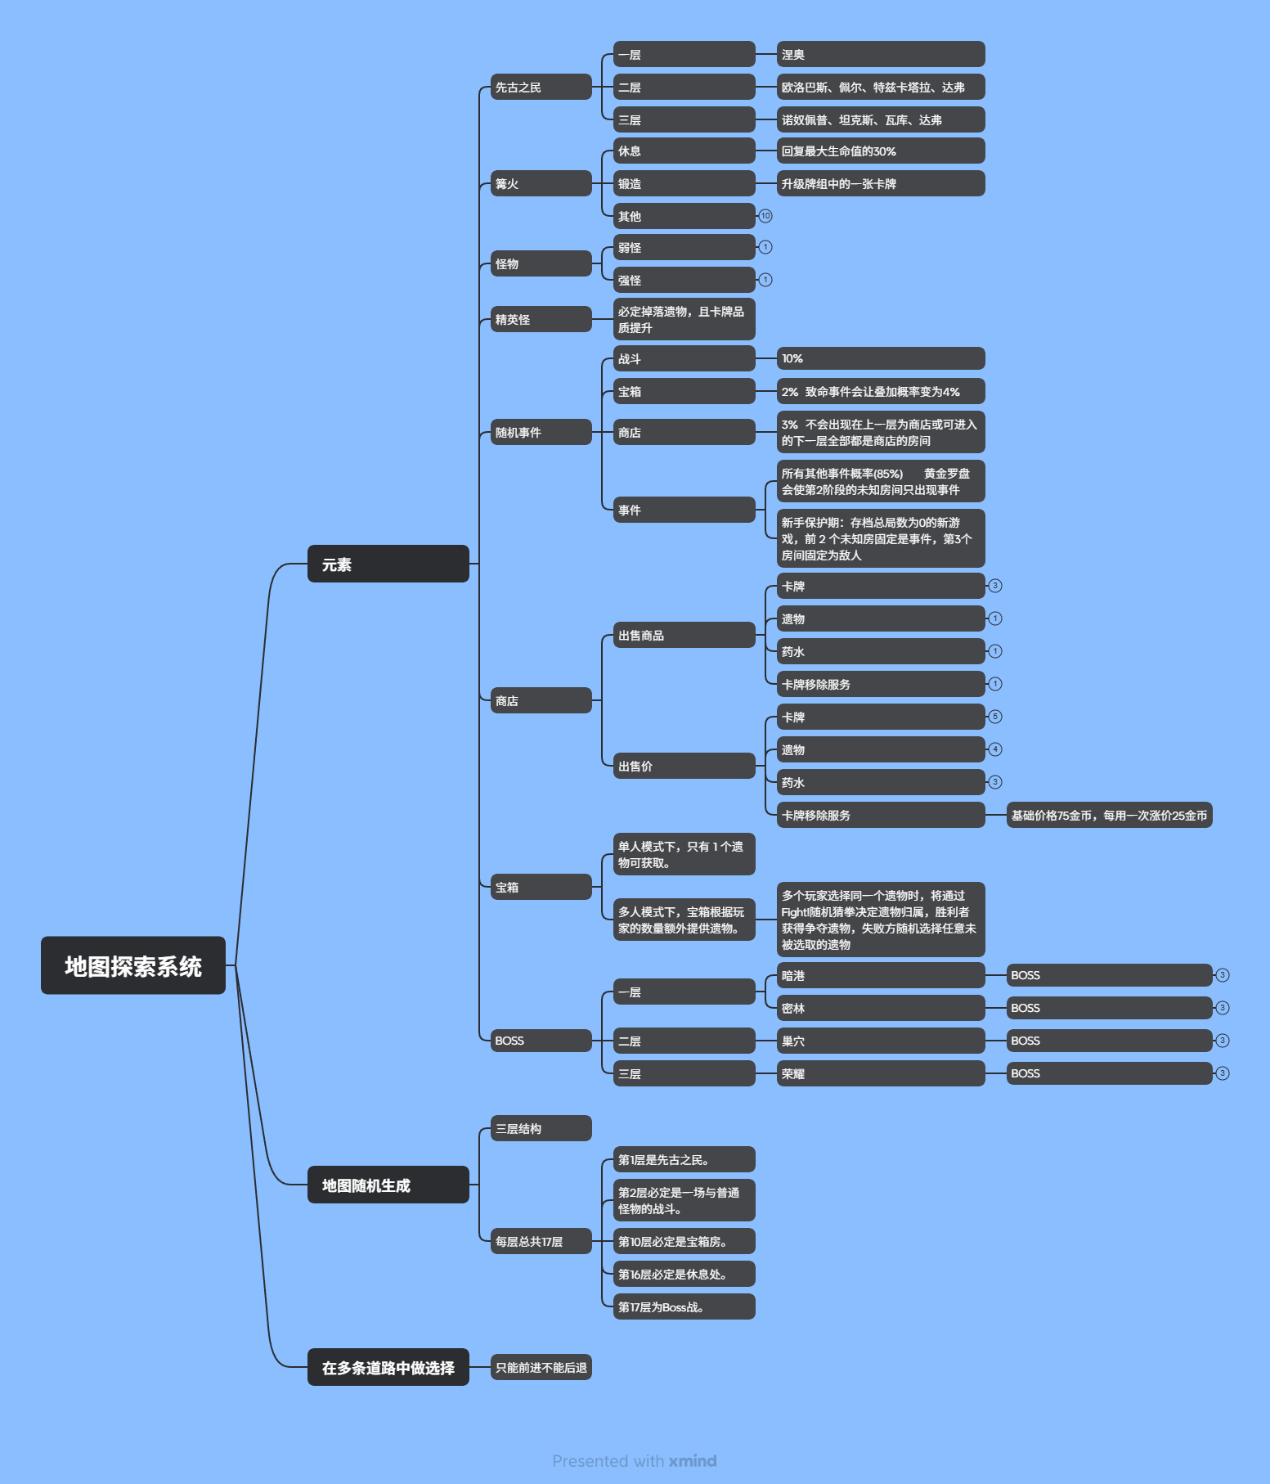 地图探索系统
元素
先古之民
一层
涅奥
二层
欧洛巴斯、佩尔、特兹卡塔拉、达弗
三层
诺奴佩普、坦克斯、瓦库、达弗
篝火
休息
回复最大生命值的30%
锻造
升级牌组中的一张卡牌
其他
10
怪物
弱怪
1
强怪
1
精英怪
必定掉落遗物，且卡牌品
质提升
随机事件
战斗
10%
宝箱
2% 致命事件会让叠加概率变为4%
商店
3% 不会出现在上一层为商店或可进入
的下一层全部都是商店的房间
事件
所有其他事件概率(85%) 黄金罗盘
会使第2阶段的未知房间只出现事件
新手保护期：存档总局数为0的新游
戏，前 2 个未知房固定是事件，第3个
房间固定为敌人
商店
出售商品
卡牌
3
遗物
1
药水
1
卡牌移除服务
1
出售价
卡牌
5
遗物
4
药水
3
卡牌移除服务
基础价格75金币，每用一次涨价25金币
宝箱
单人模式下，只有 1 个遗
物可获取。
多人模式下，宝箱根据玩
家的数量额外提供遗物。
多个玩家选择同一个遗物时，将通过
Fight!随机猜拳决定遗物归属，胜利者
获得争夺遗物，失败方随机选择任意未
被选取的遗物
BOSS
一层
暗港
BOSS
3
密林
BOSS
3
二层
巢穴
BOSS
3
三层
荣耀
BOSS
3
地图随机生成
三层结构
每层总共17层
第1层是先古之民。
第2层必定是一场与普通
怪物的战斗。
第10层必定是宝箱房。
第16层必定是休息处。
第17层为Boss战。
在多条道路中做选择
只能前进不能后退
Presented with xmind